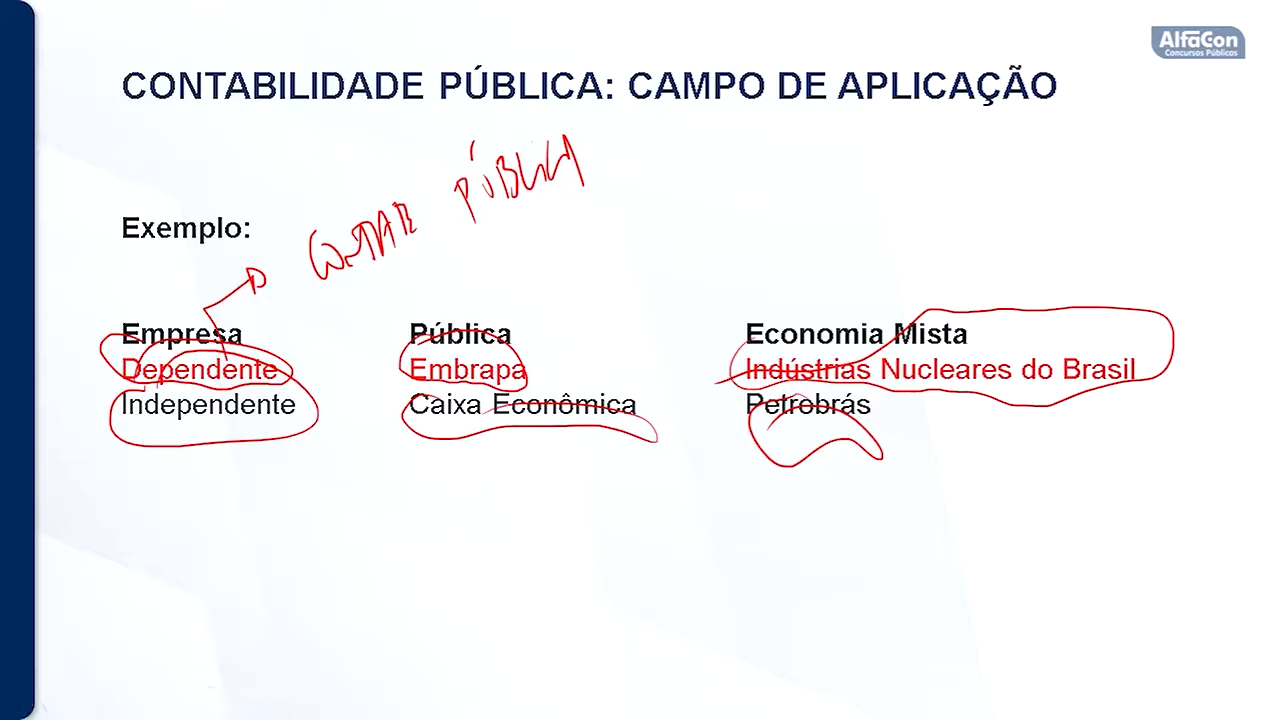 AlfaCon
Concursos Públicos
CONTABILIDADE PÚBLICA: CAMPO DE APLICAÇÃO
CONTAB PÚBLICA
Exemplo:
Empresa Pública Economia Mista
Dependente Embrapa Indústrias Nucleares do Brasil
Independente Caixa Econômica Petrobrás